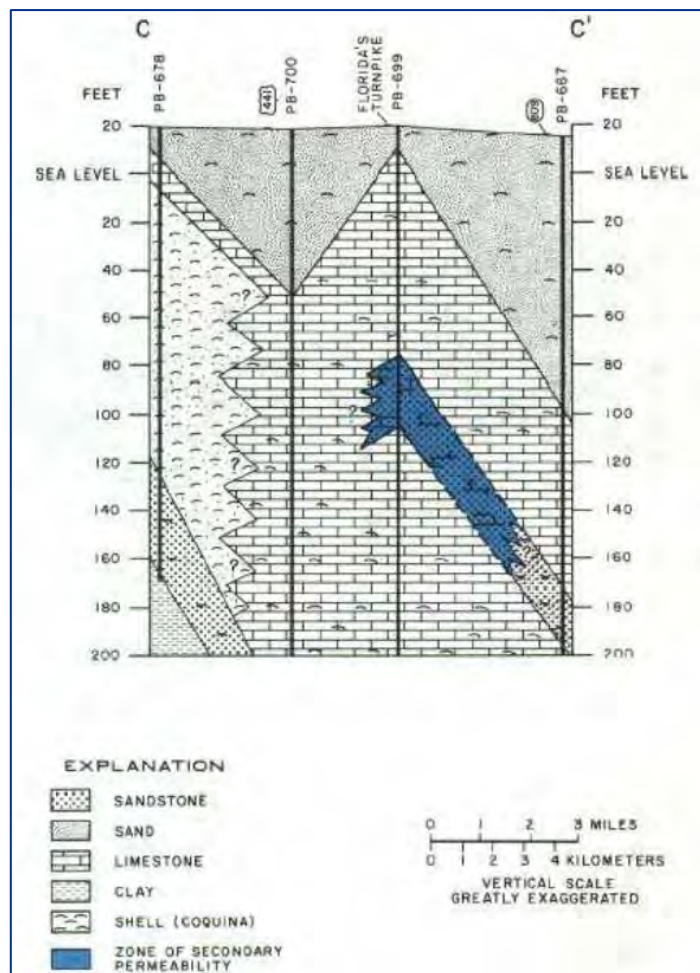 C C'
PB-678
441
PB-700
FLORIDA'S
TURNPIKE
PB-699
809
PB-667
FEET FEET
20 20
SEA LEVEL SEA LEVEL
20 20
40 40
?
60 60
80 80
?
100 100
?
120 120
140 140
?
160 160
?
180 180
200 200
EXPLANATION
SANDSTONE
SAND
LIMESTONE
CLAY
SHELL (COQUINA)
ZONE OF SECONDARY
PERMEABILITY
0 1 2 3 MILES
0 1 2 3 4 KILOMETERS
VERTICAL SCALE
GREATLY EXAGGERATED